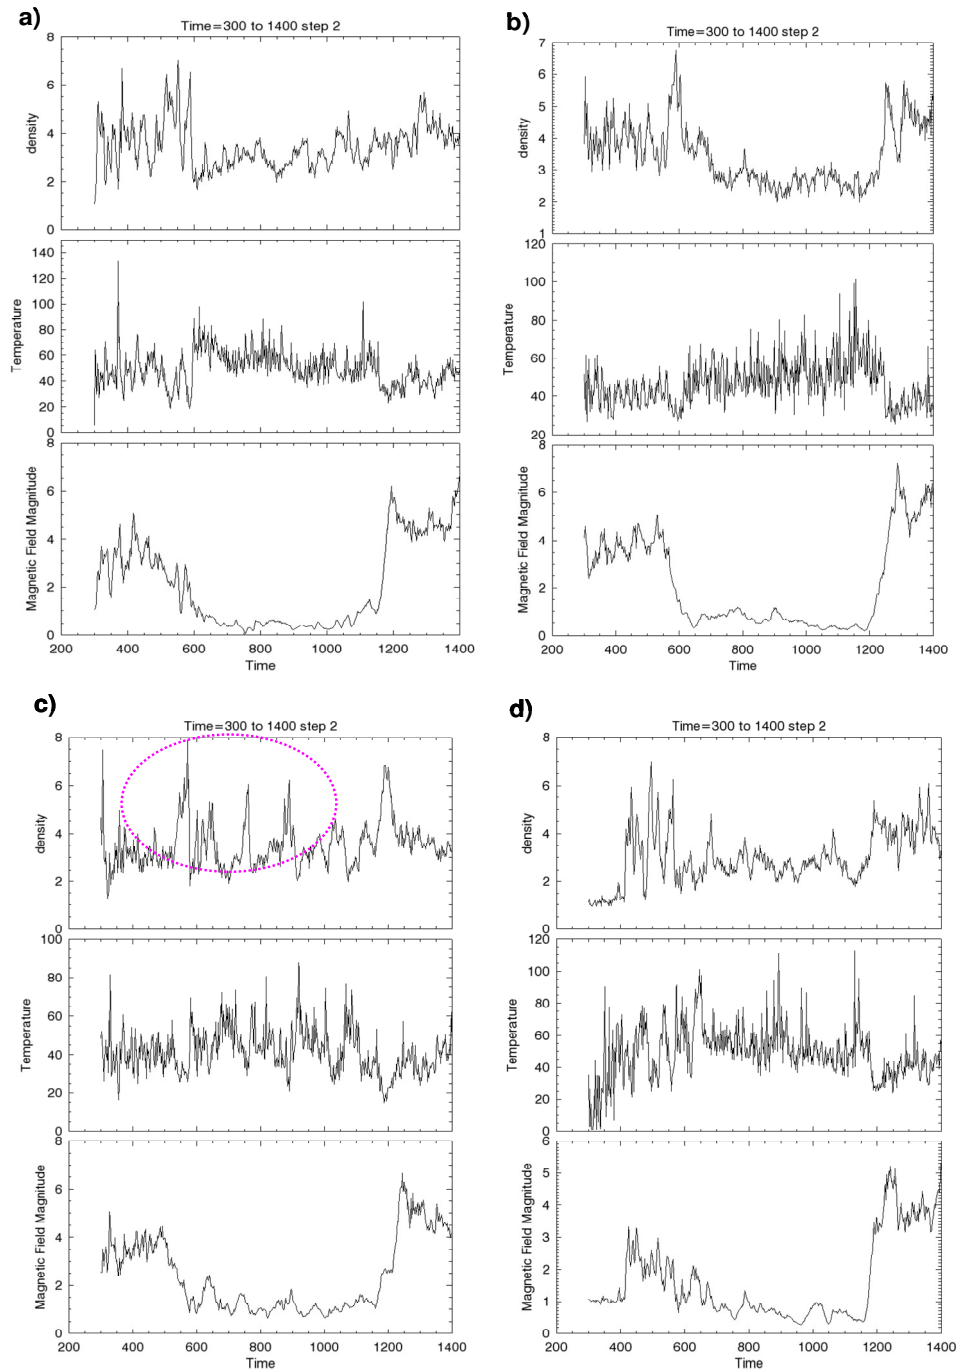 a)
Time=300 to 1400 step 2
8
6
4
2
0
density
140
120
100
80
60
40
20
0
Temperature
8
6
4
2
0
Magnetic Field Magnitude
200 400 600 800 1000 1200 1400
Time
b)
Time=300 to 1400 step 2
7
6
5
4
3
2
1
density
120
100
80
60
40
20
Temperature
8
6
4
2
0
Magnetic Field Magnitude
200 400 600 800 1000 1200 1400
Time
c)
Time=300 to 1400 step 2
8
6
4
2
0
density
100
80
60
40
20
0
Temperature
8
6
4
2
0
Magnetic Field Magnitude
200 400 600 800 1000 1200 1400
Time
d)
Time=300 to 1400 step 2
8
6
4
2
0
density
120
100
80
60
40
20
0
Temperature
6
5
4
3
2
1
0
Magnetic Field Magnitude
200 400 600 800 1000 1200 1400
Time